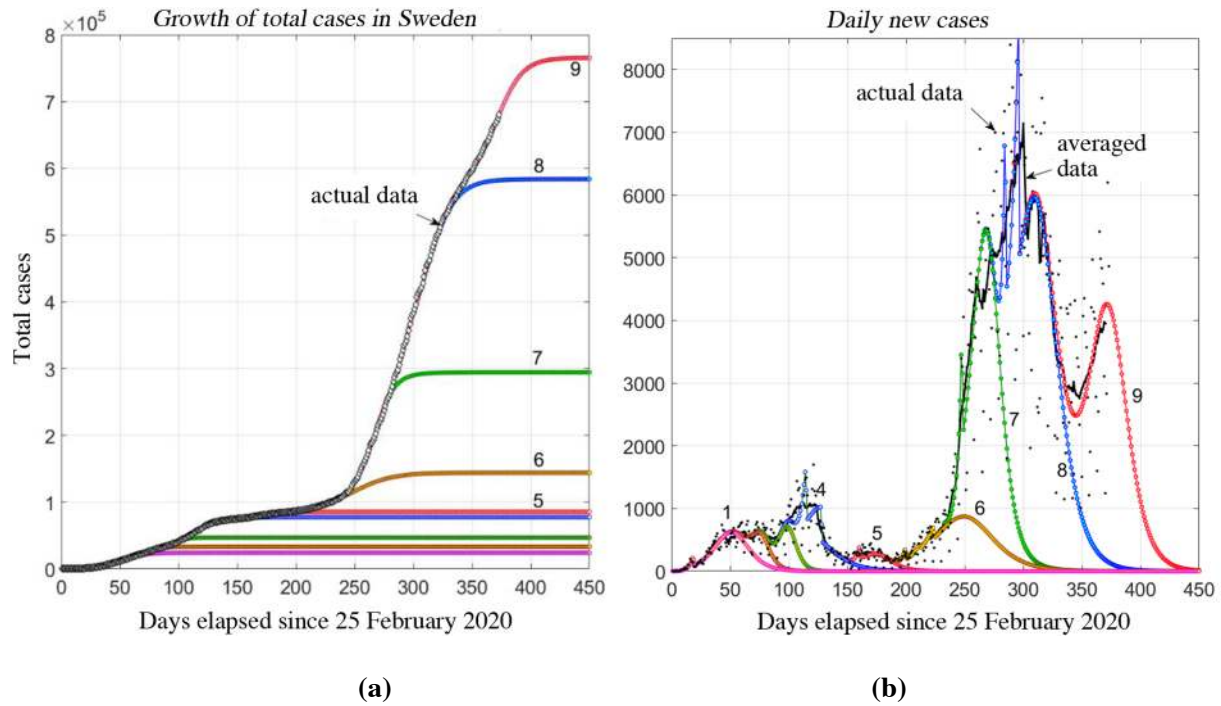 Growth of total cases in Sweden
×10⁵
8
7
6
5
4
3
2
1
0
Total cases
9
8
actual data
7
6
5
0 50 100 150 200 250 300 350 400 450
Days elapsed since 25 February 2020
(a)
Daily new cases
8000
7000
6000
5000
4000
3000
2000
1000
0
actual data
averaged
data
1
4
5
6
7
8
9
0 50 100 150 200 250 300 350 400 450
Days elapsed since 25 February 2020
(b)